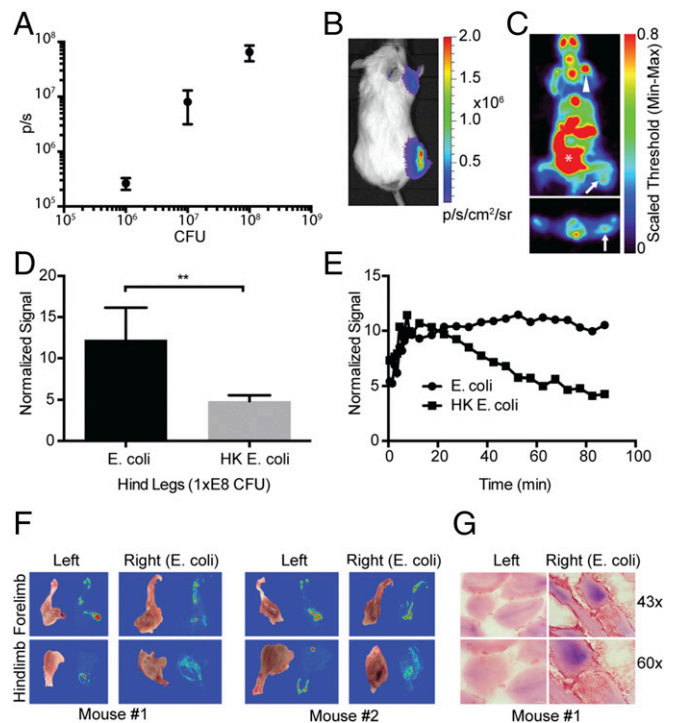 A
p/s
10⁸
10⁷
10⁶
10⁵
10⁵ 10⁶ 10⁷ 10⁸ 10⁹
CFU
B
2.0
1.5
x10⁶
1.0
0.5
p/s/cm²/sr
C
0.8
*
0.0
Scaled Threshold (Min-Max)
D
**
Normalized Signal
20
15
10
5
0
E. coli HK E. coli
Hind Legs (1xE8 CFU)
E
Normalized Signal
15
10
5
0
E. coli
HK E. coli
0 20 40 60 80 100
Time (min)
F
Left Right (E. coli) Left Right (E. coli)
Forelimb
Hindlimb
Mouse #1 Mouse #2
G
Left Right (E. coli)
43x
60x
Mouse #1